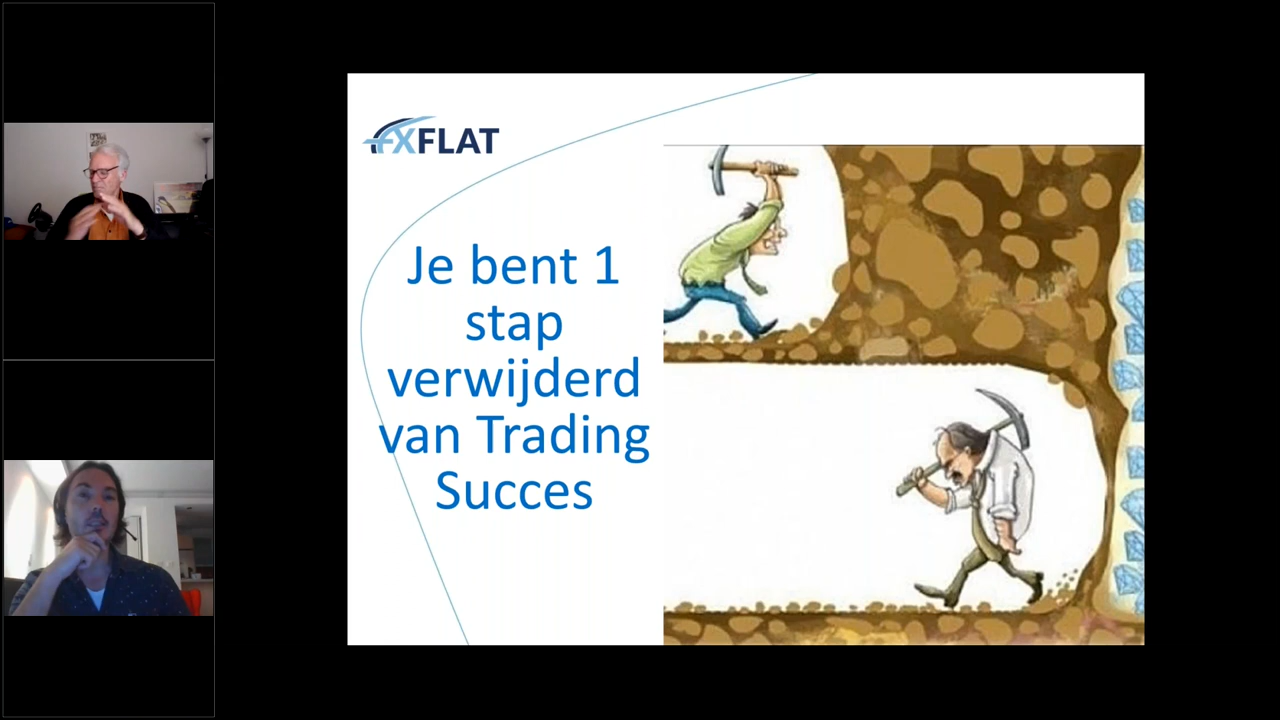 FXFLAT
Je bent 1
stap
verwijderd
van Trading
Succes